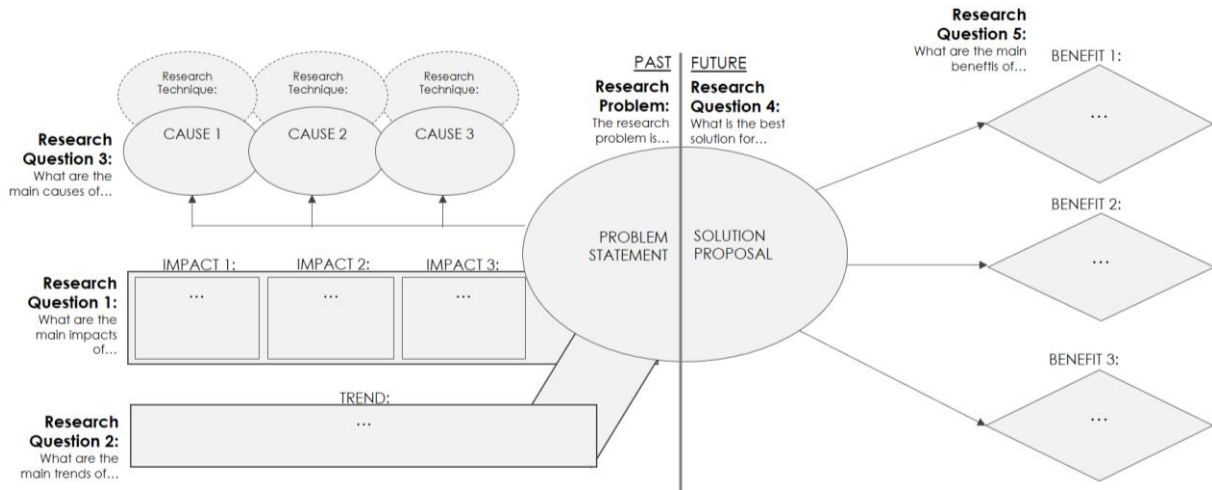 Research
Technique:
Research
Technique:
Research
Technique:
CAUSE 1
CAUSE 2
CAUSE 3
Research
Question 3:
What are the
main causes of...
IMPACT 1:
IMPACT 2:
IMPACT 3:
...
...
...
Research
Question 1:
What are the
main impacts
of...
TREND:
...
Research
Question 2:
What are the
main trends of...
PAST
Research
Problem:
The research
problem is...
FUTURE
Research
Question 4:
What is the best
solution for...
PROBLEM
STATEMENT
SOLUTION
PROPOSAL
Research
Question 5:
What are the main
benefits of...
BENEFIT 1:
...
BENEFIT 2:
...
BENEFIT 3:
...